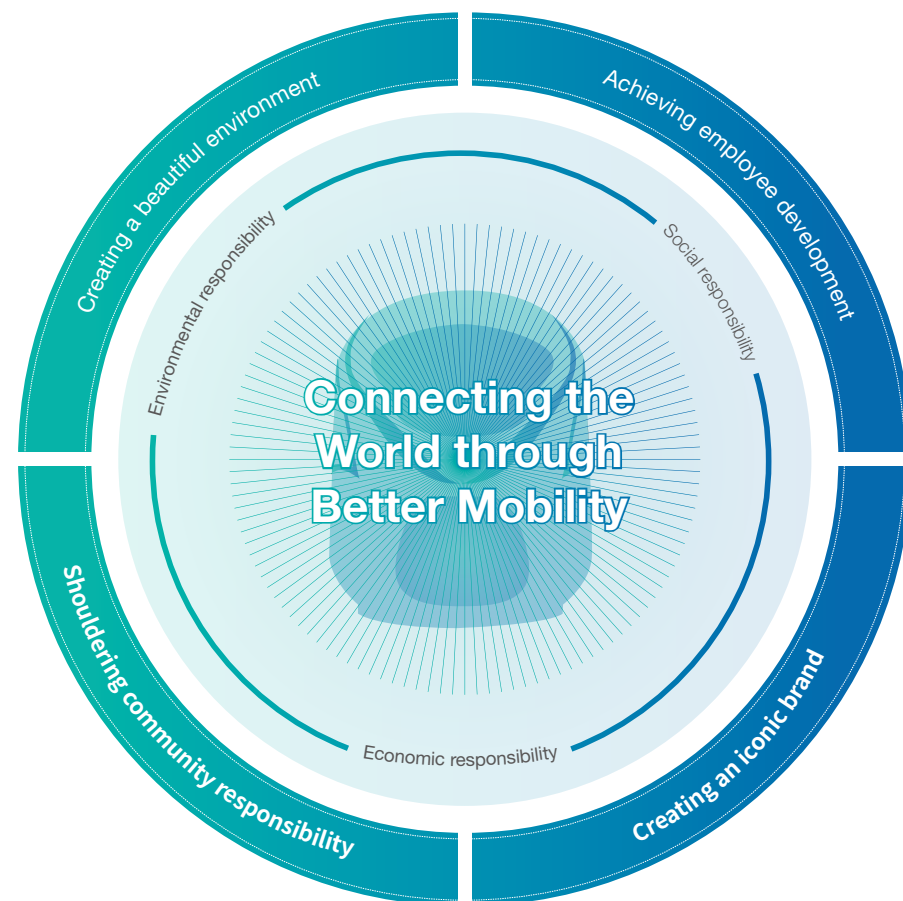 Creating a beautiful environment
Achieving employee development
Environmental responsibility
Social responsibility
Connecting the
World through
Better Mobility
Economic responsibility
Shouldering community responsibility
Creating an iconic brand